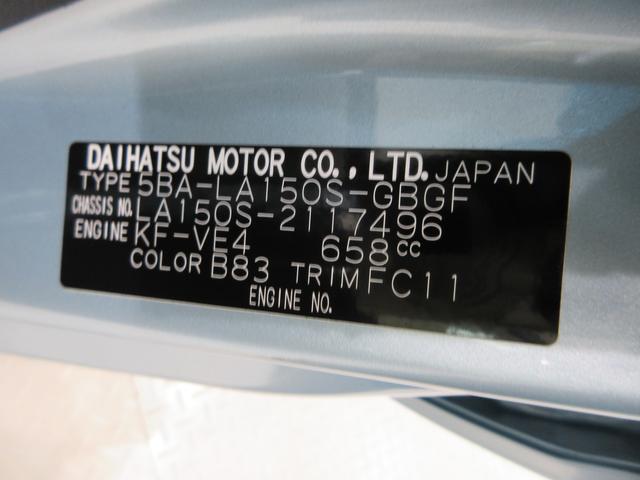 DAIHATSU MOTOR CO., LTD. JAPAN
TYPE 5BA-LA150S-GBGF
CHASSIS NO. LA150S-2117496
ENGINE KF-VE4 658cc
COLOR B83 TRIM FC11
ENGINE NO.